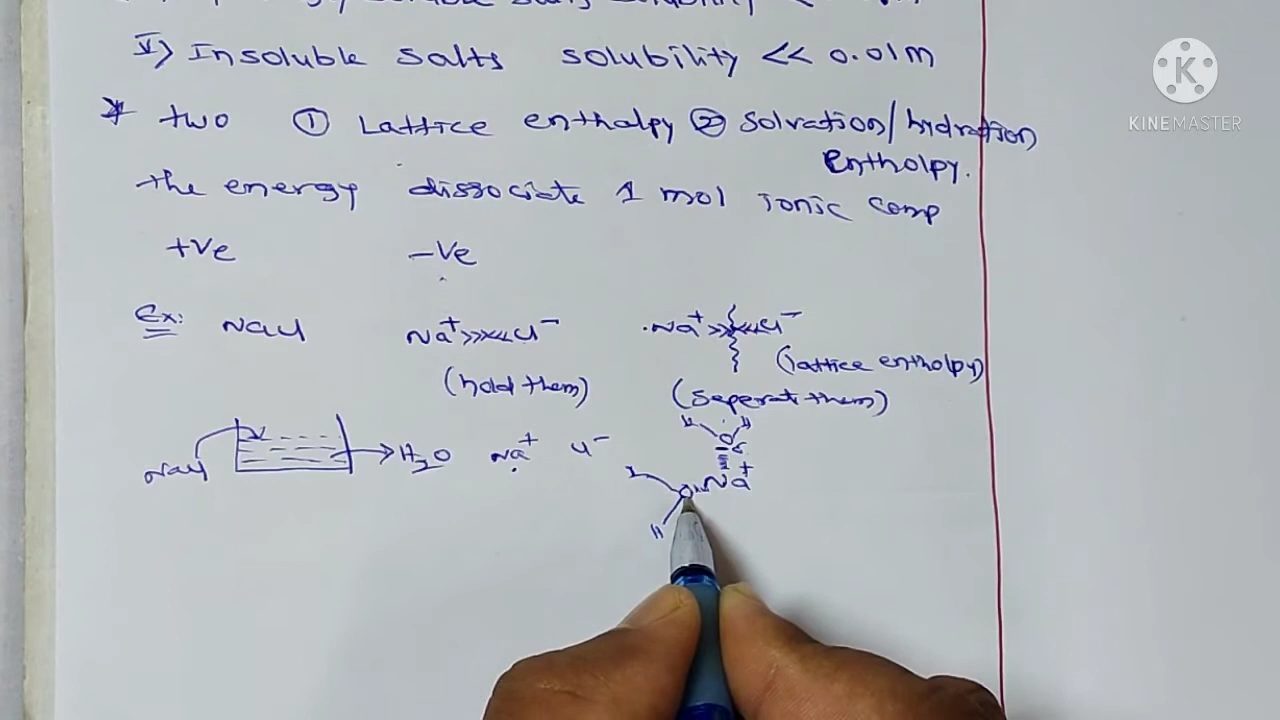 V) Insoluble salts solubility << 0.01M
* two ① Lattice enthalpy ② Solvation/hydration
Entholpy.
the energy dissociate 1 mol ionic comp
+Ve -Ve
Ex: NaCl Na⁺ >>><< Cl⁻ Na⁺ >><< Cl⁻
(lattice entholpy)
(hold them) (seperate them)
H H
O
NaCl H₂O Na⁺ Cl⁻
H
Na⁺
O
H
K
KINEMASTER